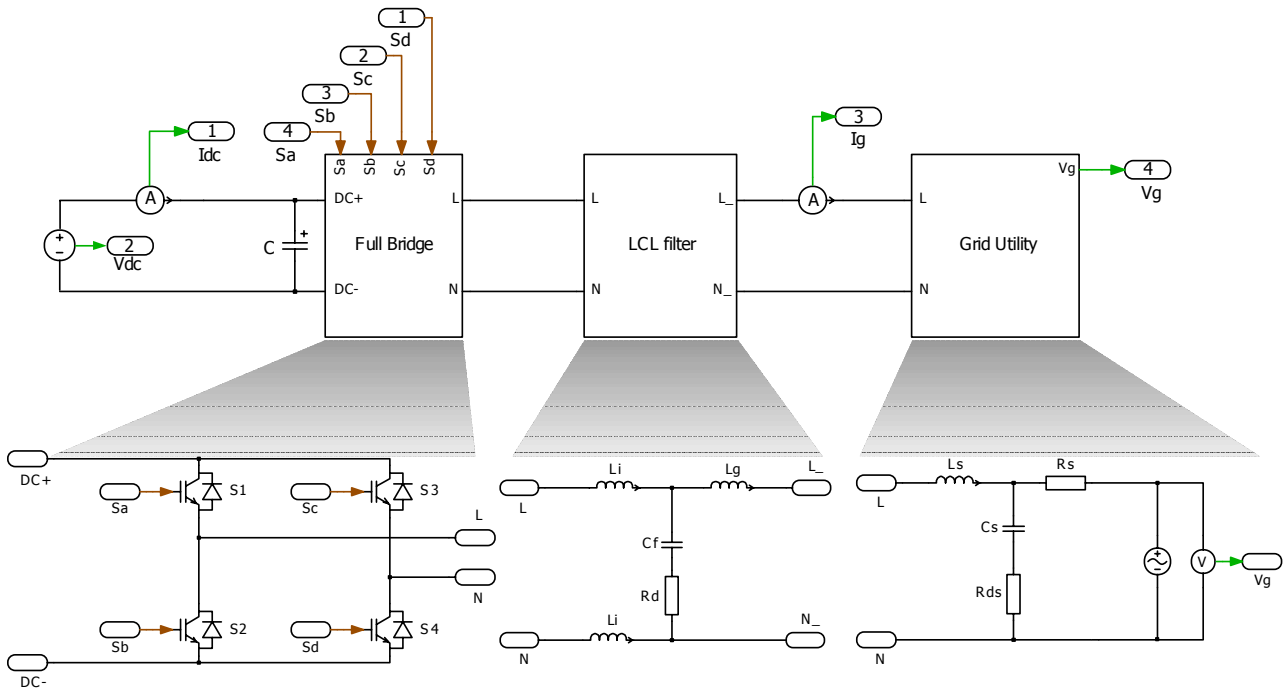 1
Sd
2
Sc
3
Sb
4
Sa
1
Idc
3
Ig
Sa Sb Sc Sd
Vg
4
Vg
A
DC+
L
L
L_
A
L
+
−
2
Vdc
C
+
Full Bridge
LCL filter
Grid Utility
DC-
N
N
N_
N
DC+
Sa
S1
Sc
S3
L
N
Sb
S2
Sd
S4
DC-
Li
Lg
L_
L
Cf
Rd
Li
N_
N
Ls
Rs
L
Cs
+
−
V
Vg
Rds
N